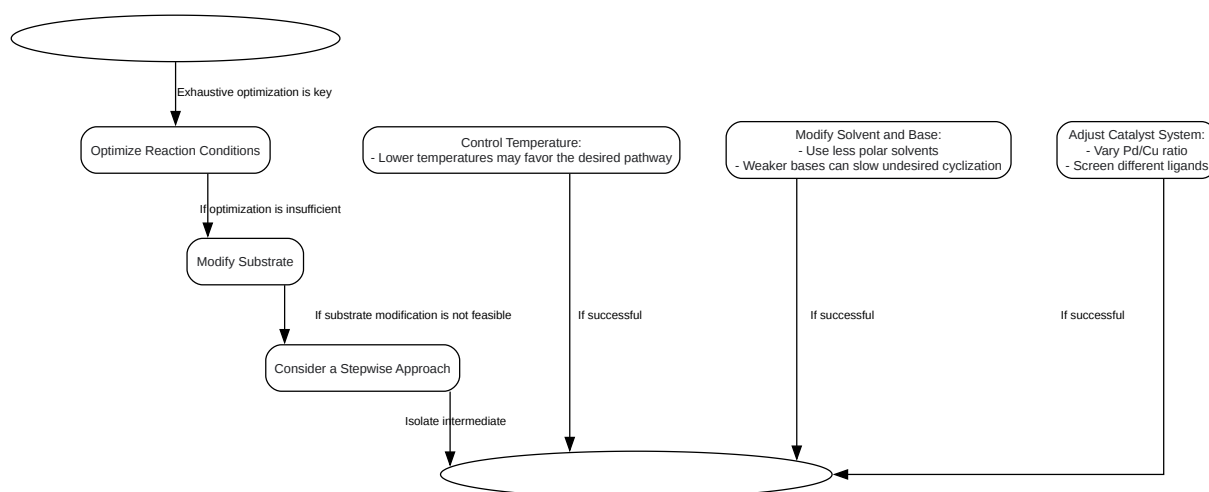 Exhaustive optimization is key
Optimize Reaction Conditions
Control Temperature:
- Lower temperatures may favor the desired pathway
Modify Solvent and Base:
- Use less polar solvents
- Weaker bases can slow undesired cyclization
Adjust Catalyst System:
- Vary Pd/Cu ratio
- Screen different ligands
If optimization is insufficient
Modify Substrate
If substrate modification is not feasible
If successful
If successful
If successful
Consider a Stepwise Approach
Isolate intermediate